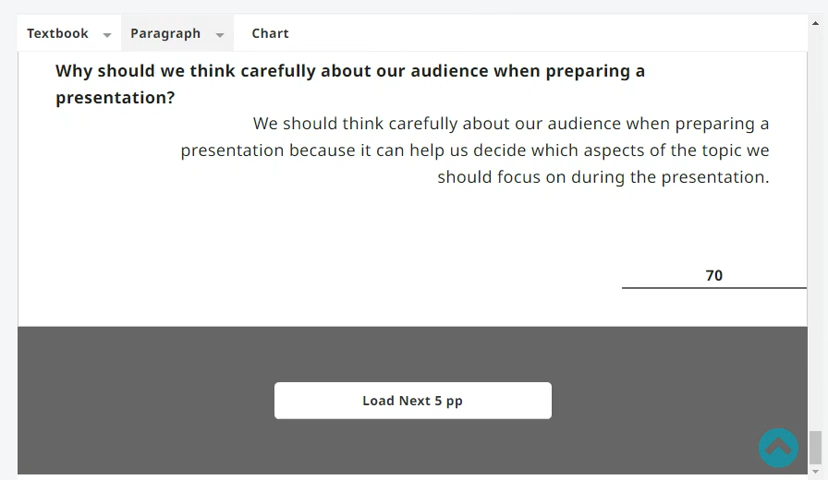 Textbook Paragraph Chart
Why should we think carefully about our audience when preparing a
presentation?
We should think carefully about our audience when preparing a
presentation because it can help us decide which aspects of the topic we
should focus on during the presentation.
70
Load Next 5 pp